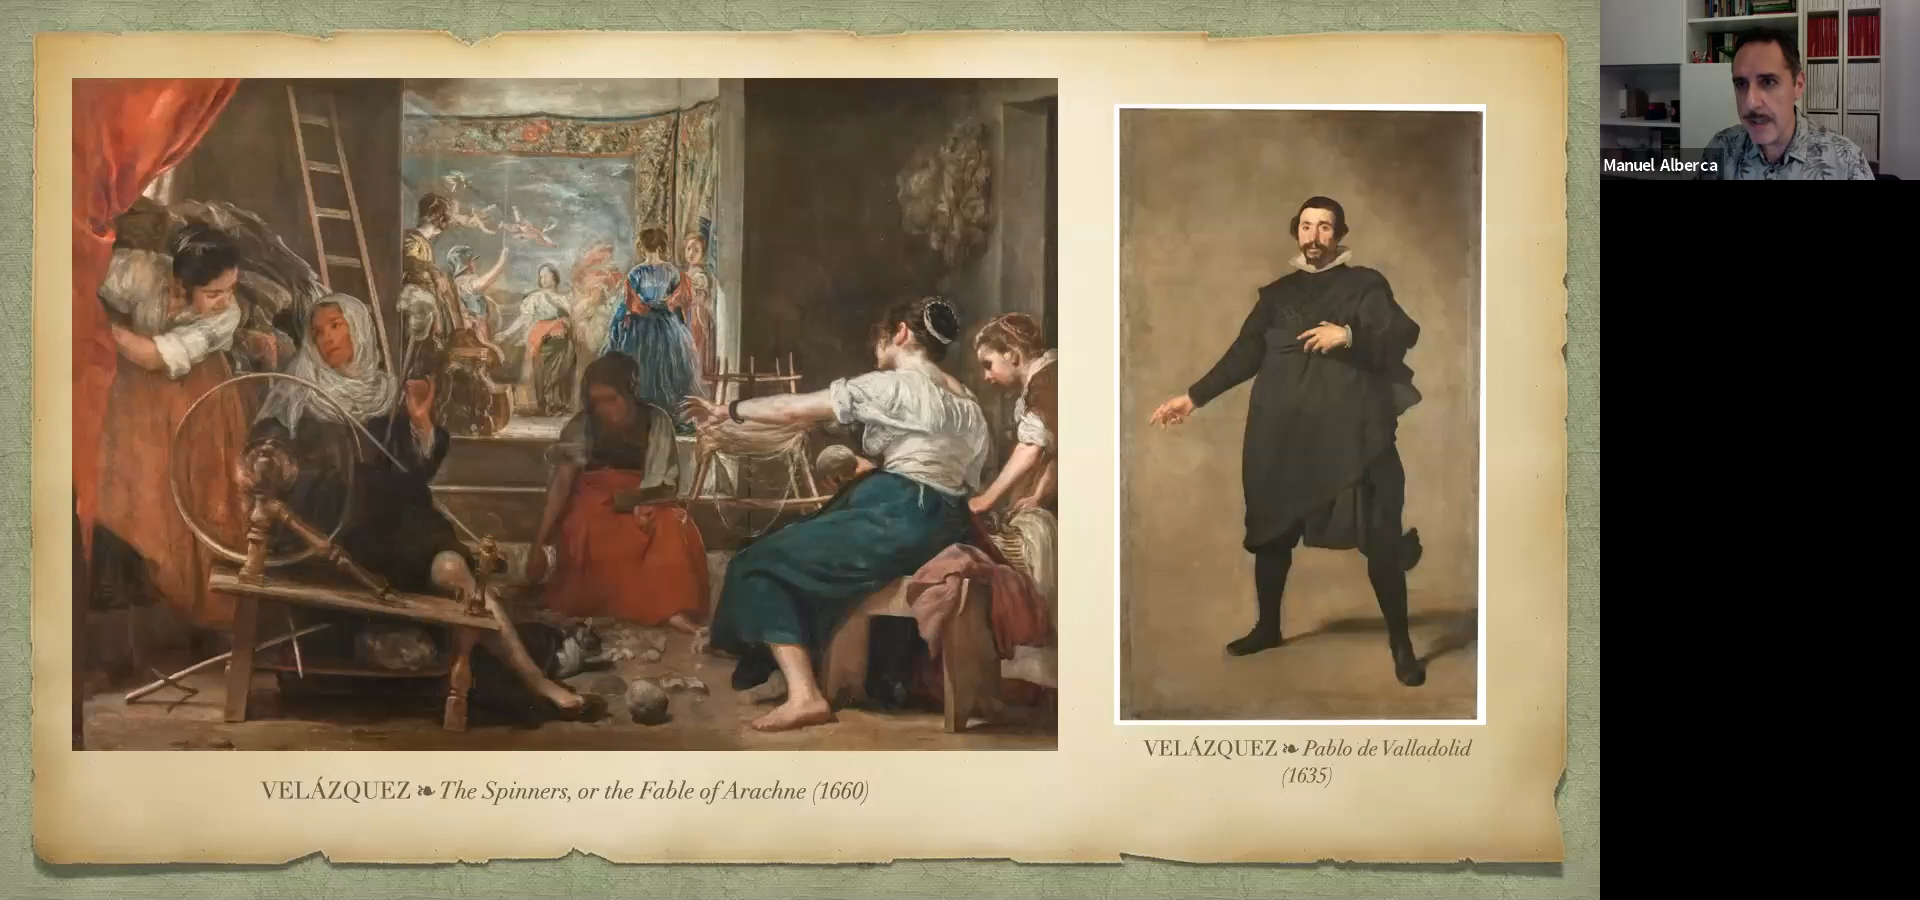 Manuel Alberca
VELÁZQUEZ ❧ The Spinners, or the Fable of Arachne (1660)
VELÁZQUEZ ❧ Pablo de Valladolid
(1635)